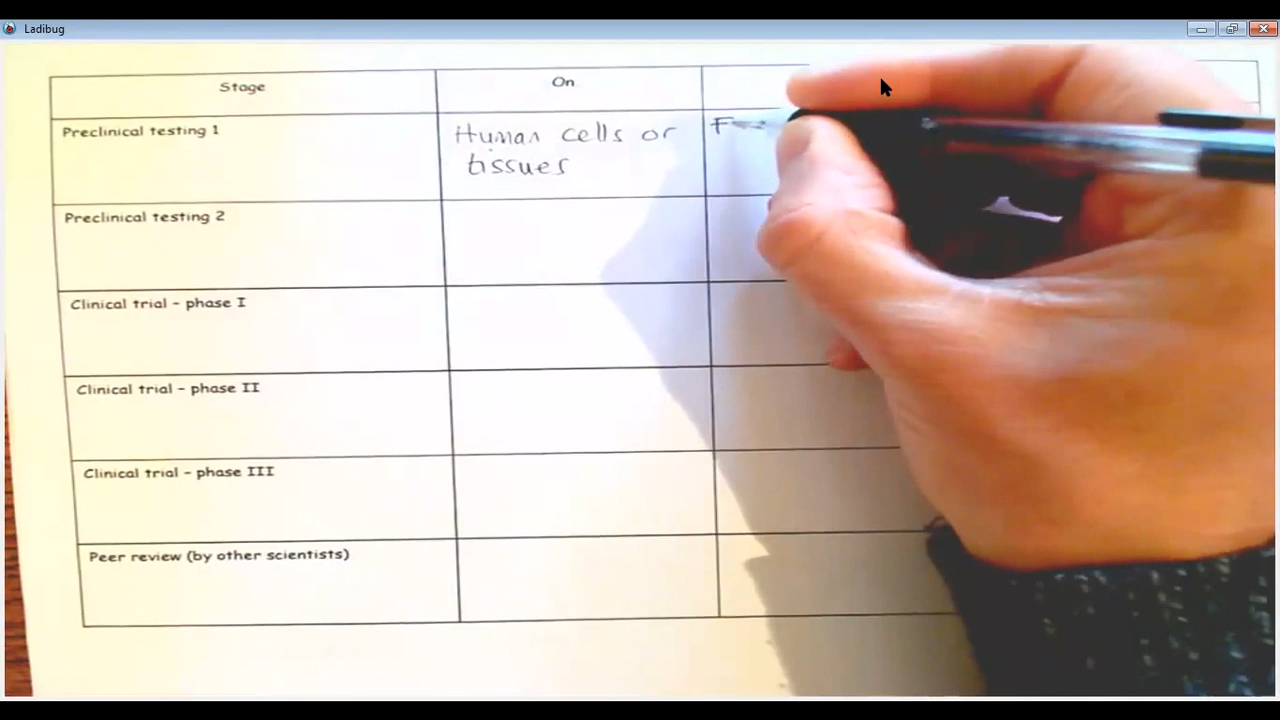 Ladibug
Stage
On
Preclinical testing 1
Human cells or
tissues
Preclinical testing 2
Clinical trial - phase I
Clinical trial - phase II
Clinical trial - phase III
Peer review (by other scientists)